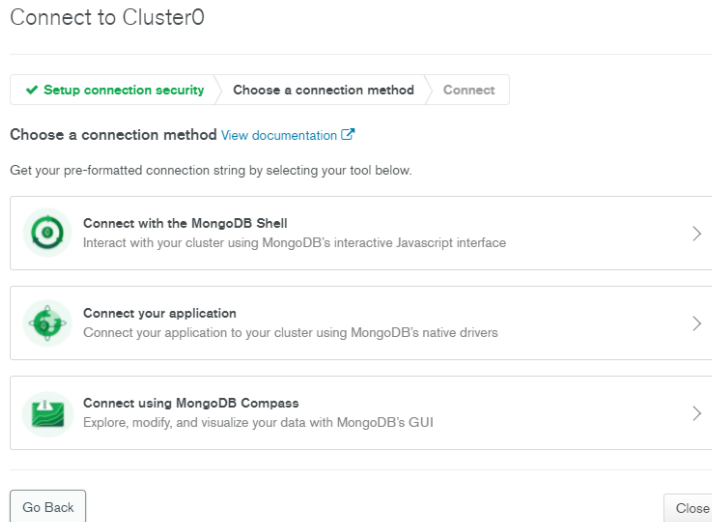 Connect to Cluster0
✔ Setup connection security
Choose a connection method
Connect
Choose a connection method View documentation
Get your pre-formatted connection string by selecting your tool below.
Connect with the MongoDB Shell
Interact with your cluster using MongoDB's interactive Javascript interface
Connect your application
Connect your application to your cluster using MongoDB's native drivers
Connect using MongoDB Compass
Explore, modify, and visualize your data with MongoDB's GUI
Go Back
Close